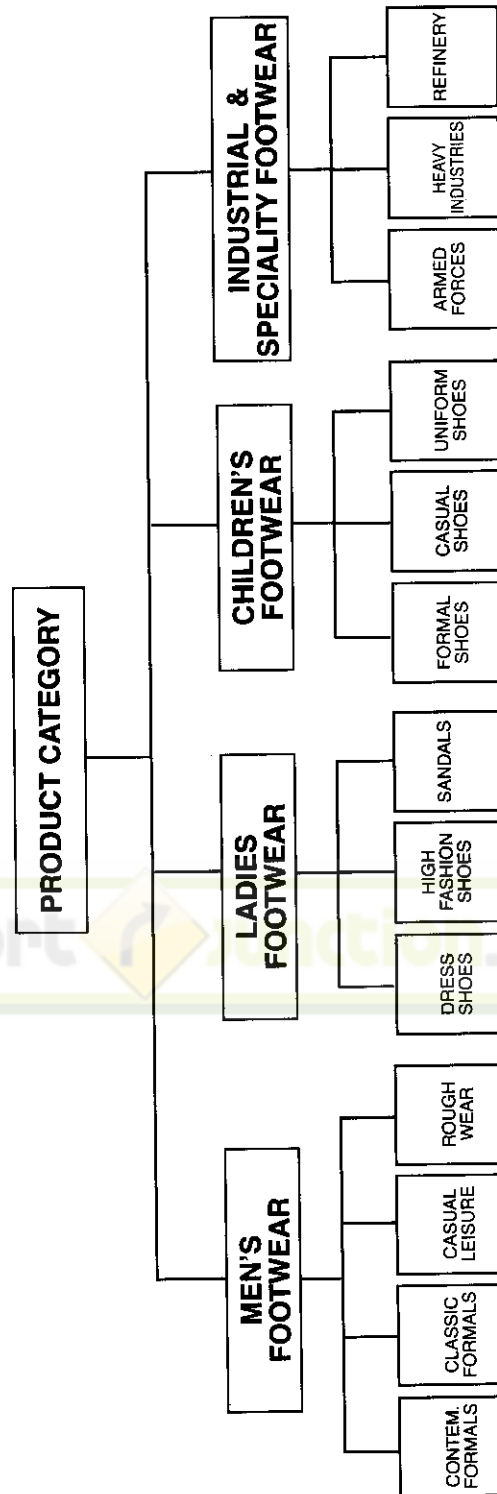 PRODUCT CATEGORY
MEN'S
FOOTWEAR
LADIES
FOOTWEAR
CHILDREN'S
FOOTWEAR
INDUSTRIAL &
SPECIALITY FOOTWEAR
CONTEM.
FORMALS
CLASSIC
FORMALS
CASUAL
LEISURE
ROUGH
WEAR
DRESS
SHOES
HIGH
FASHION
SHOES
SANDALS
FORMAL
SHOES
CASUAL
SHOES
UNIFORM
SHOES
ARMED
FORCES
HEAVY
INDUSTRIES
REFINERY